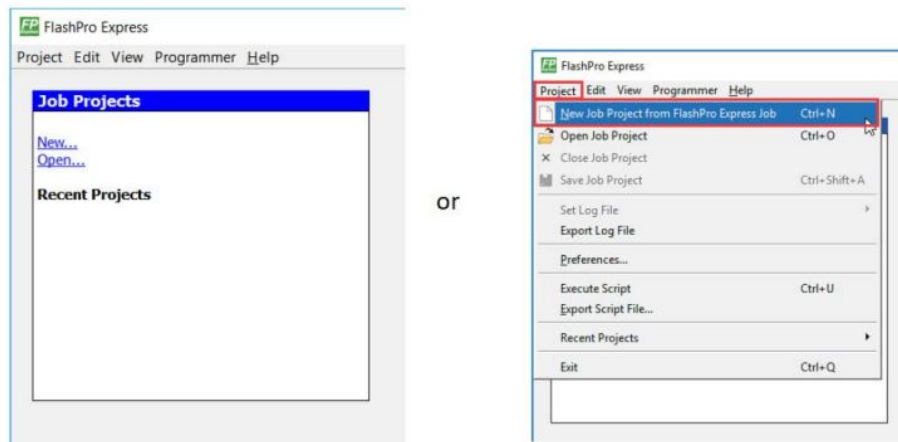 FP FlashPro Express
Project Edit View Programmer Help
Job Projects
New...
Open...
Recent Projects
or
FP FlashPro Express
Project Edit View Programmer Help
New Job Project from FlashPro Express Job Ctrl+N
Open Job Project Ctrl+O
Close Job Project
Save Job Project Ctrl+Shift+A
Set Log File
Export Log File
Preferences...
Execute Script Ctrl+U
Export Script File...
Recent Projects
Exit Ctrl+Q